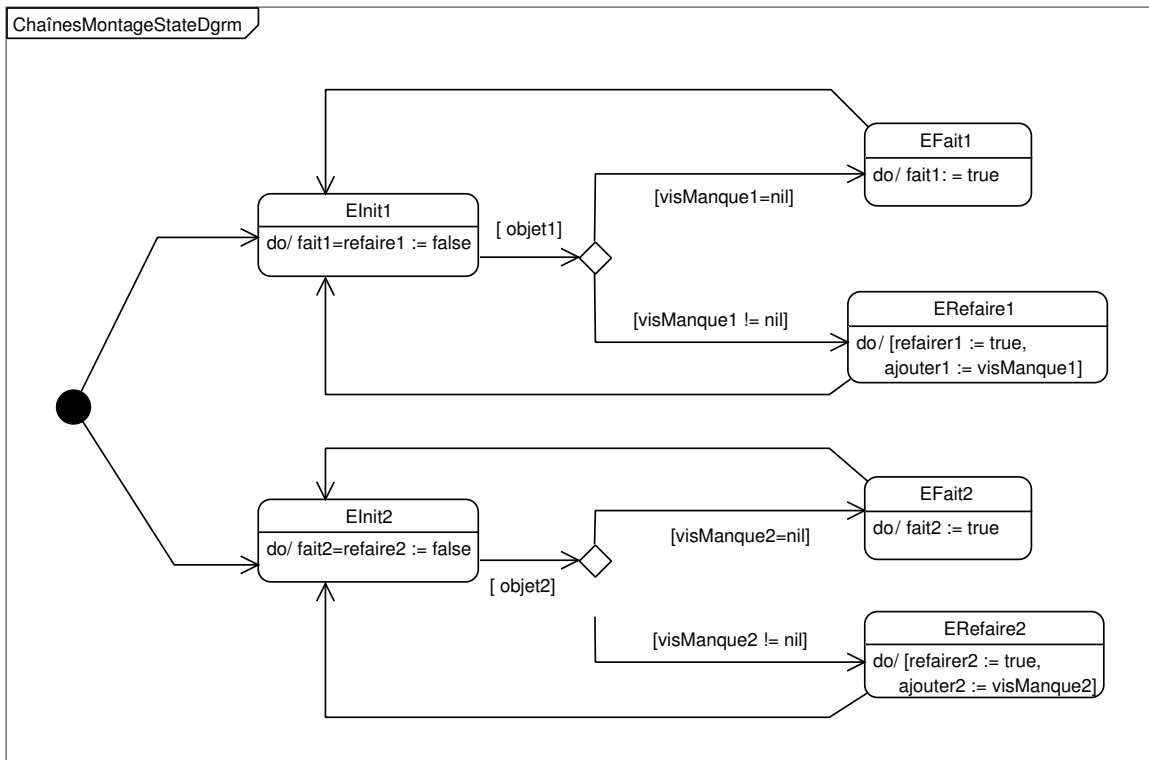 ChaînesMontageStateDgrm
EFait1
do/ fait1: = true
[visManque1=nil]
EInit1
do/ fait1=refaire1 := false
[ objet1]
ERefaire1
do/ [refairer1 := true,
ajouter1 := visManque1]
[visManque1 != nil]
EFait2
do/ fait2 := true
[visManque2=nil]
EInit2
do/ fait2=refaire2 := false
[ objet2]
ERefaire2
do/ [refairer2 := true,
ajouter2 := visManque2]
[visManque2 != nil]